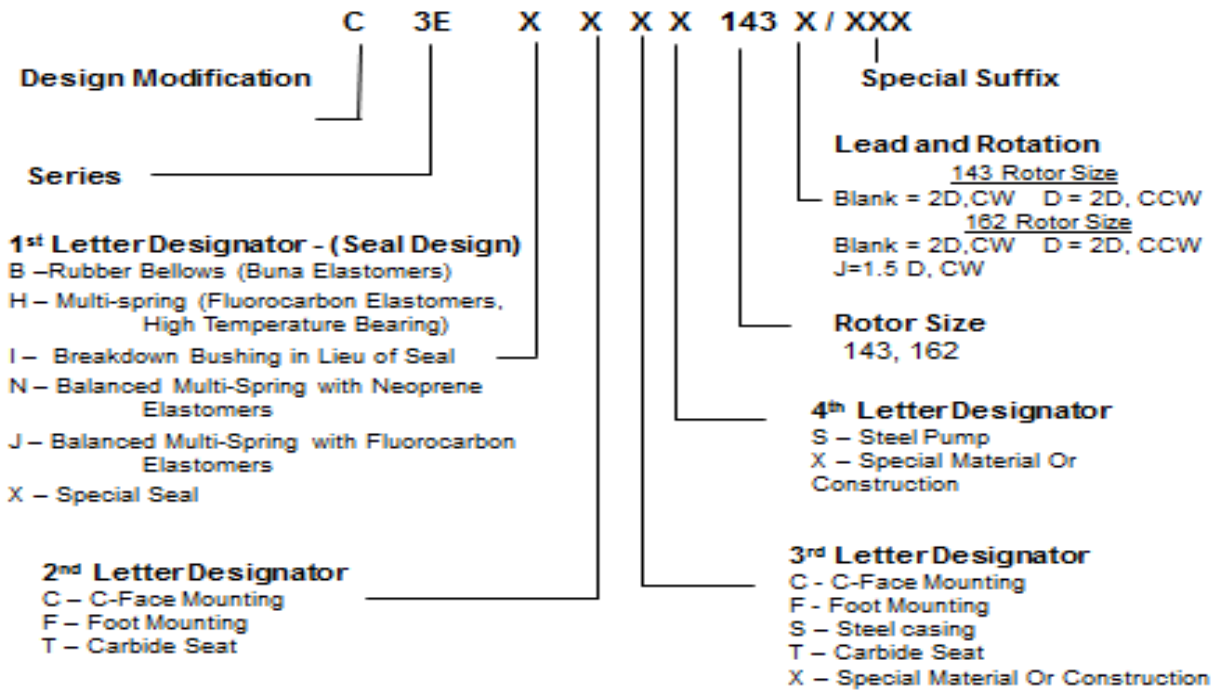 C 3E X X X X 143 X / XXX
Design Modification
Special Suffix
Series
Lead and Rotation
143 Rotor Size
Blank = 2D,CW D = 2D, CCW
162 Rotor Size
Blank = 2D,CW D = 2D, CCW
J=1.5 D, CW
1st Letter Designator - (Seal Design)
B –Rubber Bellows (Buna Elastomers)
H – Multi-spring (Fluorocarbon Elastomers,
High Temperature Bearing)
I – Breakdown Bushing in Lieu of Seal
N – Balanced Multi-Spring with Neoprene
Elastomers
J – Balanced Multi-Spring with Fluorocarbon
Elastomers
X – Special Seal
Rotor Size
143, 162
4th Letter Designator
S – Steel Pump
X – Special Material Or
Construction
2nd Letter Designator
C – C-Face Mounting
F – Foot Mounting
T – Carbide Seat
3rd Letter Designator
C - C-Face Mounting
F - Foot Mounting
S – Steel casing
T – Carbide Seat
X – Special Material Or Construction